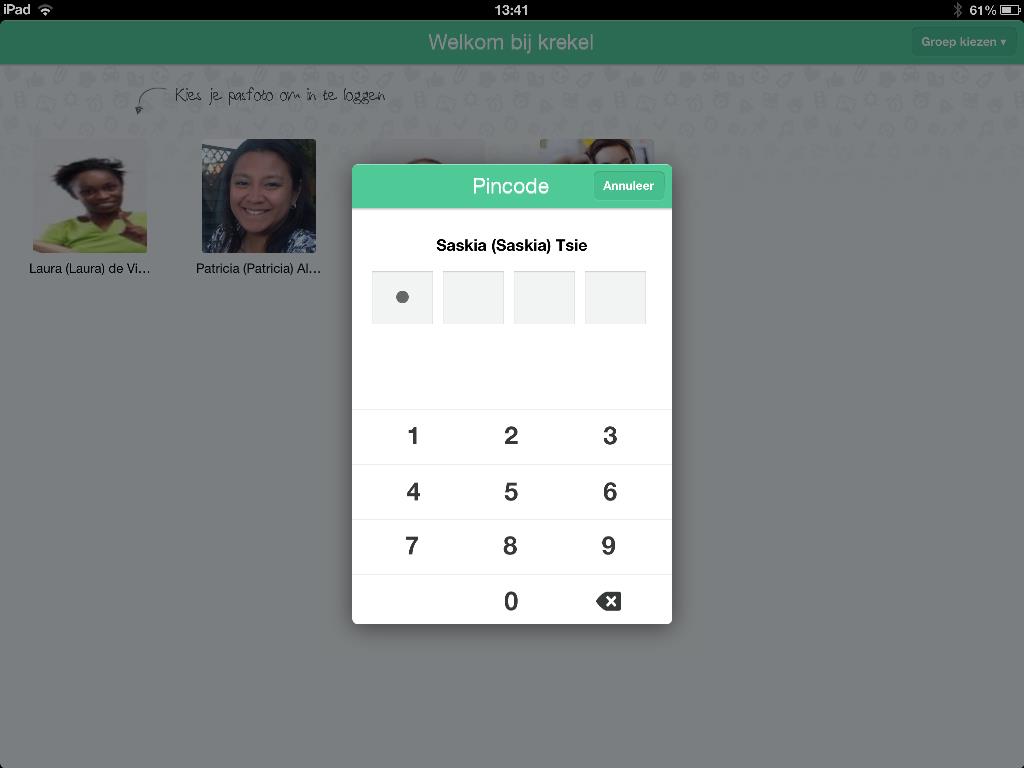 iPad 13:41 61%
Welkom bij krekel
Groep kiezen ▾
Kies je pasfoto om in te loggen
Laura (Laura) de Vi...
Patricia (Patricia) Al...
Pincode
Annuleer
Saskia (Saskia) Tsie
1 2 3
4 5 6
7 8 9
0